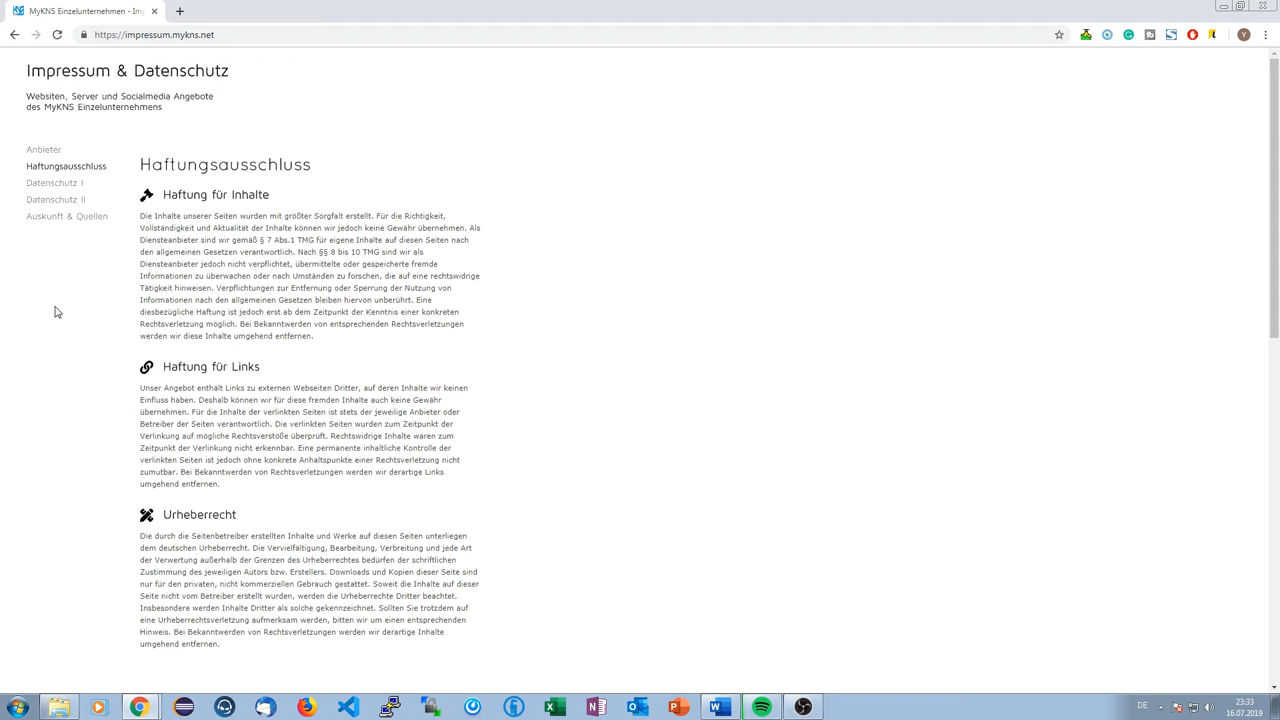 MyKNS Einzelunternehmen - Im
https://impressum.mykns.net
Impressum & Datenschutz
Websiten, Server und Socialmedia Angebote
des MyKNS Einzelunternehmens
Anbieter
Haftungsausschluss
Datenschutz I
Datenschutz II
Auskunft & Quellen
Haftungsausschluss
Haftung für Inhalte
Die Inhalte unserer Seiten wurden mit größter Sorgfalt erstellt. Für die Richtigkeit,
Vollständigkeit und Aktualität der Inhalte können wir jedoch keine Gewähr übernehmen. Als
Diensteanbieter sind wir gemäß § 7 Abs.1 TMG für eigene Inhalte auf diesen Seiten nach
den allgemeinen Gesetzen verantwortlich. Nach §§ 8 bis 10 TMG sind wir als
Diensteanbieter jedoch nicht verpflichtet, übermittelte oder gespeicherte fremde
Informationen zu überwachen oder nach Umständen zu forschen, die auf eine rechtswidrige
Tätigkeit hinweisen. Verpflichtungen zur Entfernung oder Sperrung der Nutzung von
Informationen nach den allgemeinen Gesetzen bleiben hiervon unberührt. Eine
diesbezügliche Haftung ist jedoch erst ab dem Zeitpunkt der Kenntnis einer konkreten
Rechtsverletzung möglich. Bei Bekanntwerden von entsprechenden Rechtsverletzungen
werden wir diese Inhalte umgehend entfernen.
Haftung für Links
Unser Angebot enthält Links zu externen Webseiten Dritter, auf deren Inhalte wir keinen
Einfluss haben. Deshalb können wir für diese fremden Inhalte auch keine Gewähr
übernehmen. Für die Inhalte der verlinkten Seiten ist stets der jeweilige Anbieter oder
Betreiber der Seiten verantwortlich. Die verlinkten Seiten wurden zum Zeitpunkt der
Verlinkung auf mögliche Rechtsverstöße überprüft. Rechtswidrige Inhalte waren zum
Zeitpunkt der Verlinkung nicht erkennbar. Eine permanente inhaltliche Kontrolle der
verlinkten Seiten ist jedoch ohne konkrete Anhaltspunkte einer Rechtsverletzung nicht
zumutbar. Bei Bekanntwerden von Rechtsverletzungen werden wir derartige Links
umgehend entfernen.
Urheberrecht
Die durch die Seitenbetreiber erstellten Inhalte und Werke auf diesen Seiten unterliegen
dem deutschen Urheberrecht. Die Vervielfältigung, Bearbeitung, Verbreitung und jede Art
der Verwertung außerhalb der Grenzen des Urheberrechtes bedürfen der schriftlichen
Zustimmung des jeweiligen Autors bzw. Erstellers. Downloads und Kopien dieser Seite sind
nur für den privaten, nicht kommerziellen Gebrauch gestattet. Soweit die Inhalte auf dieser
Seite nicht vom Betreiber erstellt wurden, werden die Urheberrechte Dritter beachtet.
Insbesondere werden Inhalte Dritter als solche gekennzeichnet. Sollten Sie trotzdem auf
eine Urheberrechtsverletzung aufmerksam werden, bitten wir um einen entsprechenden
Hinweis. Bei Bekanntwerden von Rechtsverletzungen werden wir derartige Inhalte
umgehend entfernen.
DE
23:33
16.07.2019